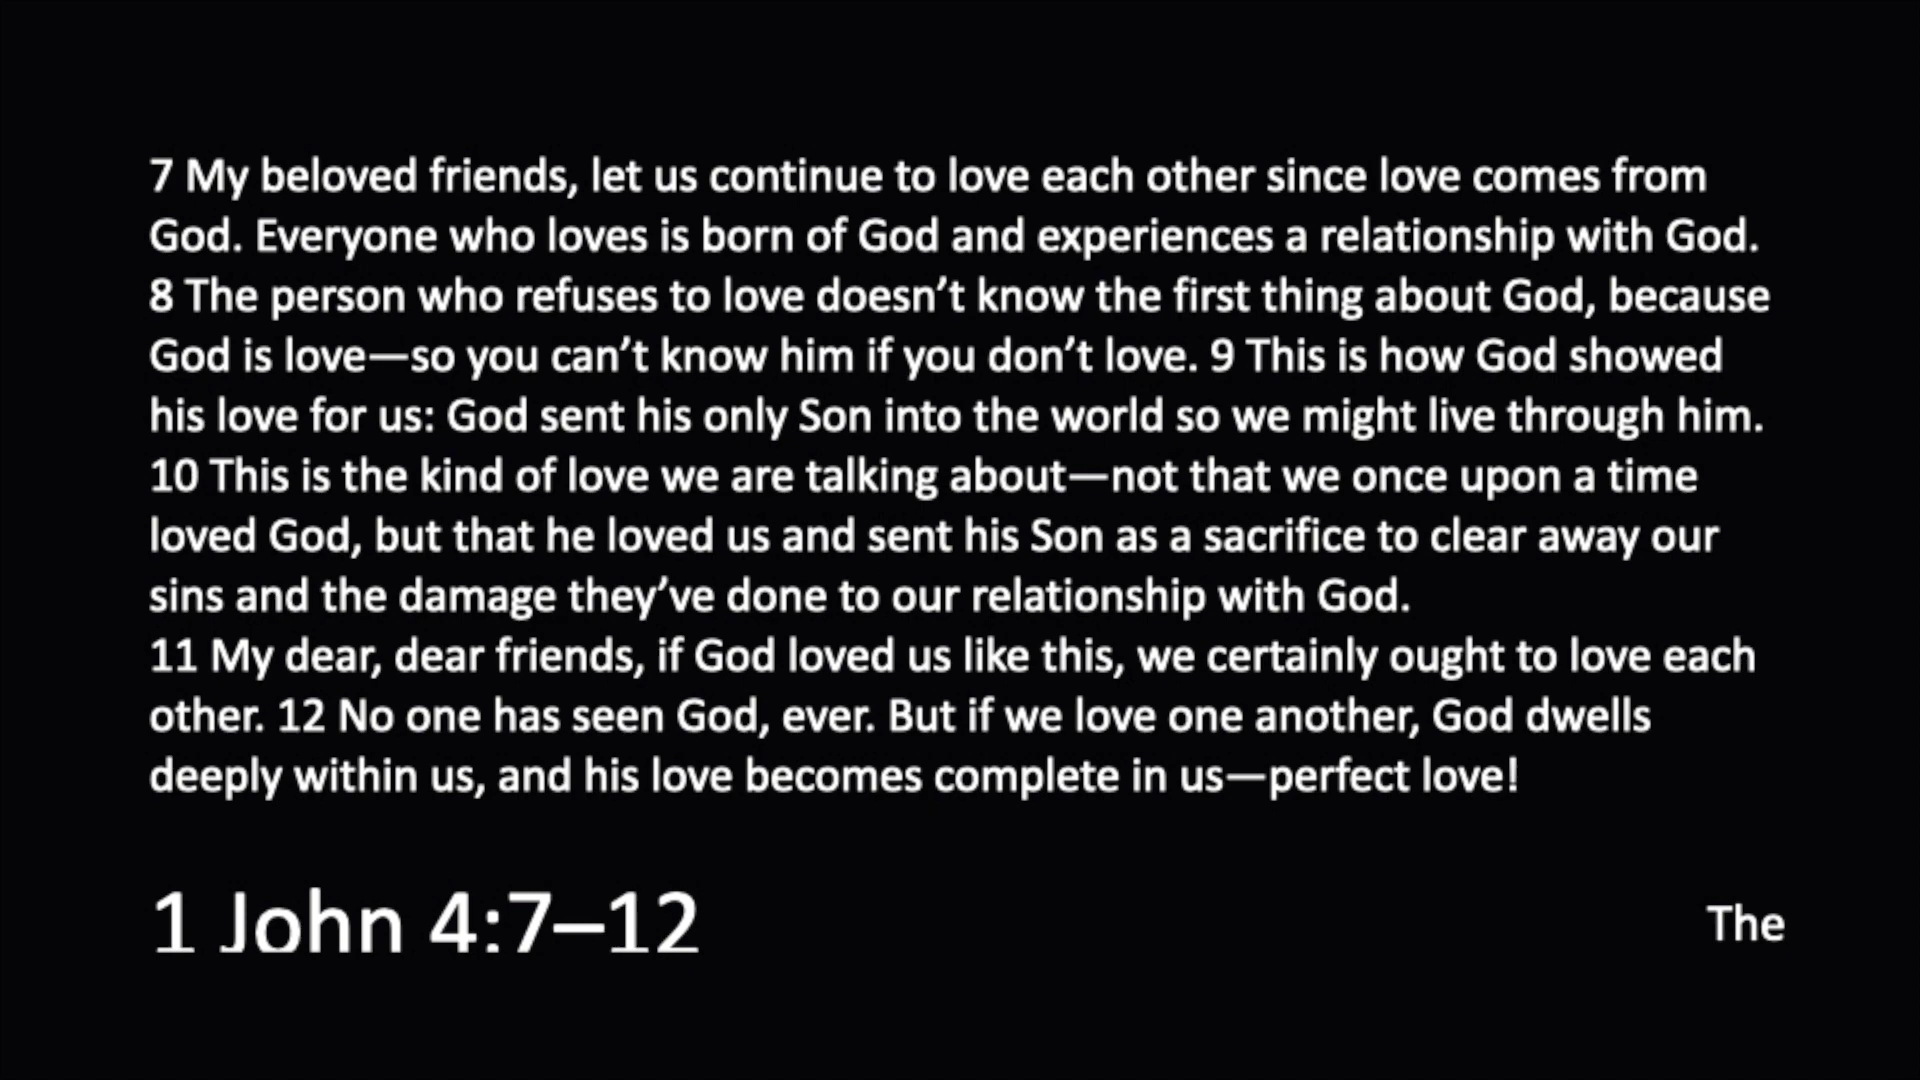 7 My beloved friends, let us continue to love each other since love comes from
God. Everyone who loves is born of God and experiences a relationship with God.
8 The person who refuses to love doesn’t know the first thing about God, because
God is love—so you can’t know him if you don’t love. 9 This is how God showed
his love for us: God sent his only Son into the world so we might live through him.
10 This is the kind of love we are talking about—not that we once upon a time
loved God, but that he loved us and sent his Son as a sacrifice to clear away our
sins and the damage they’ve done to our relationship with God.
11 My dear, dear friends, if God loved us like this, we certainly ought to love each
other. 12 No one has seen God, ever. But if we love one another, God dwells
deeply within us, and his love becomes complete in us—perfect love!
1 John 4:7–12
The